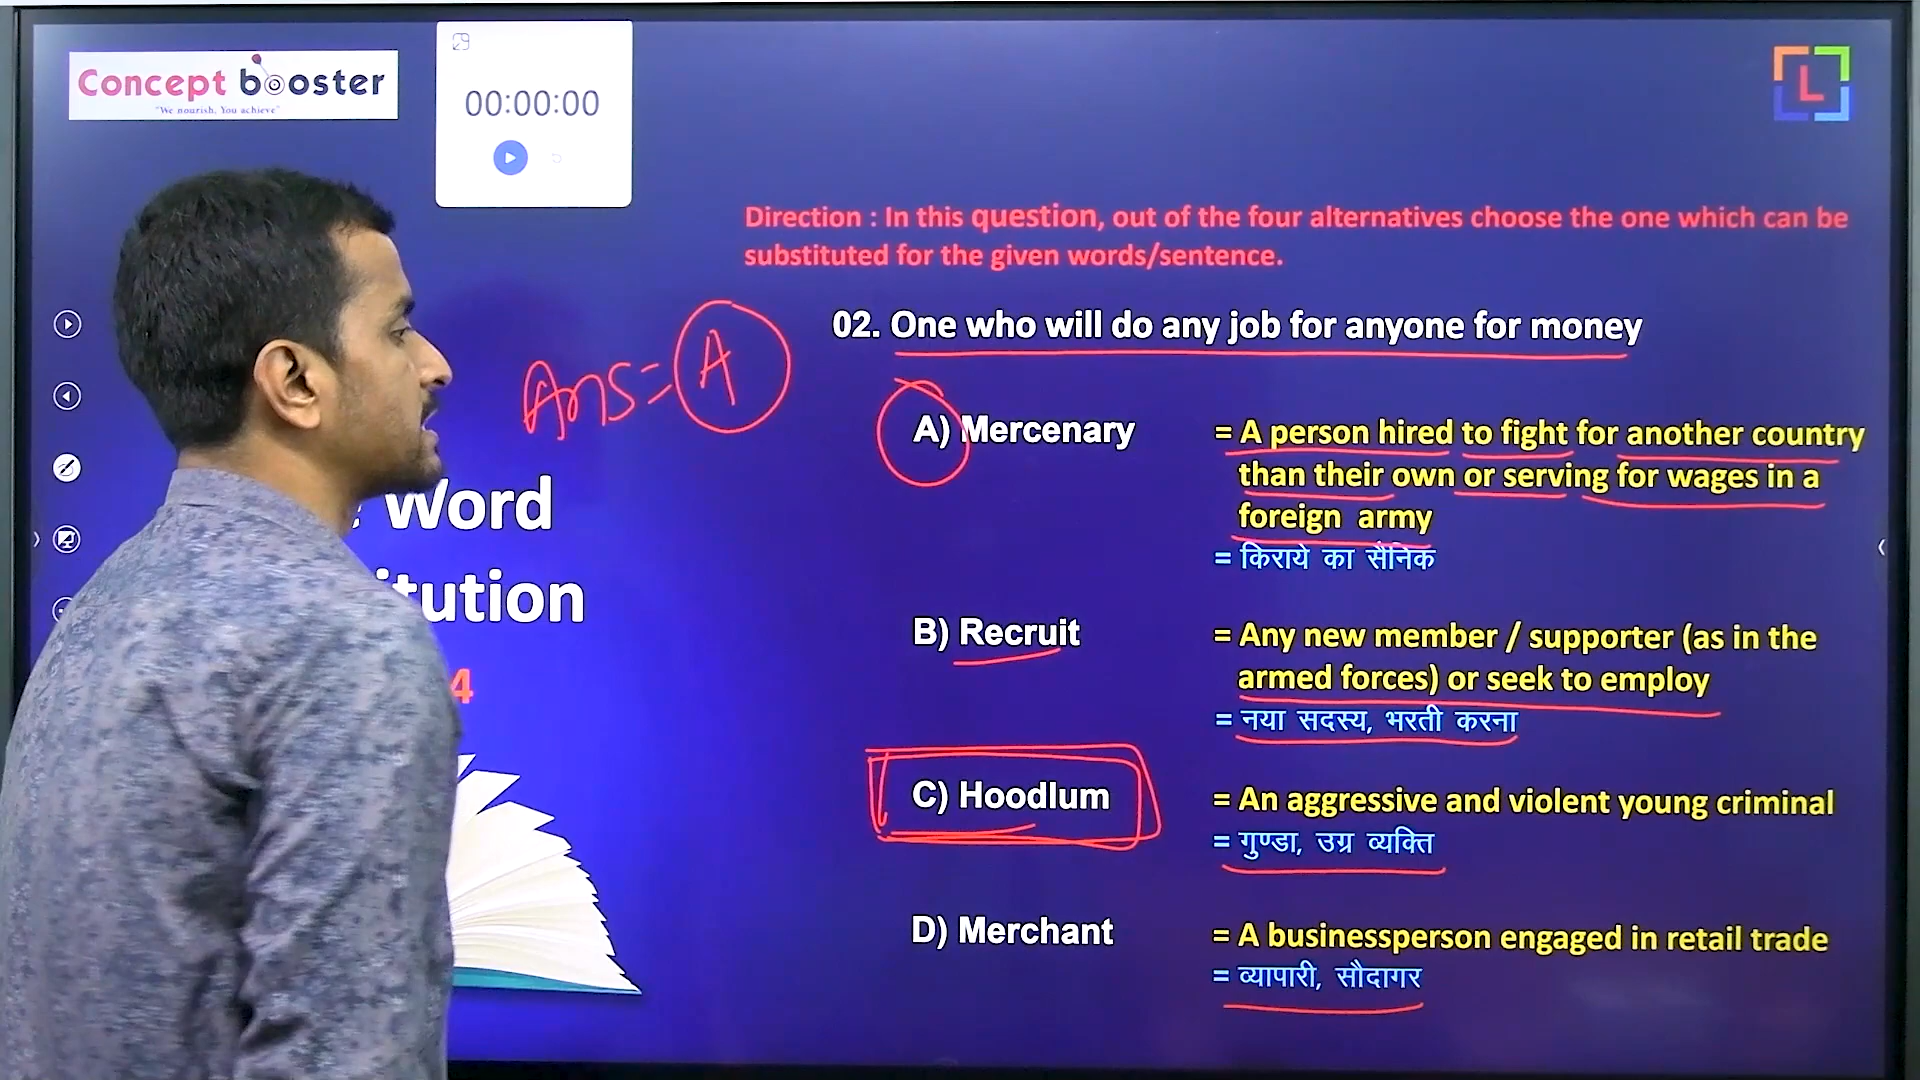 Concept booster
"We nourish, You achieve"
00:00:00
L
Direction : In this question, out of the four alternatives choose the one which can be
substituted for the given words/sentence.
02. One who will do any job for anyone for money
Ans = A
A) Mercenary
= A person hired to fight for another country
than their own or serving for wages in a
foreign army
= किराये का सैनिक
Word
tution
4
B) Recruit
= Any new member / supporter (as in the
armed forces) or seek to employ
= नया सदस्य, भरती करना
C) Hoodlum
= An aggressive and violent young criminal
= गुण्डा, उग्र व्यक्ति
D) Merchant
= A businessperson engaged in retail trade
= व्यापारी, सौदागर